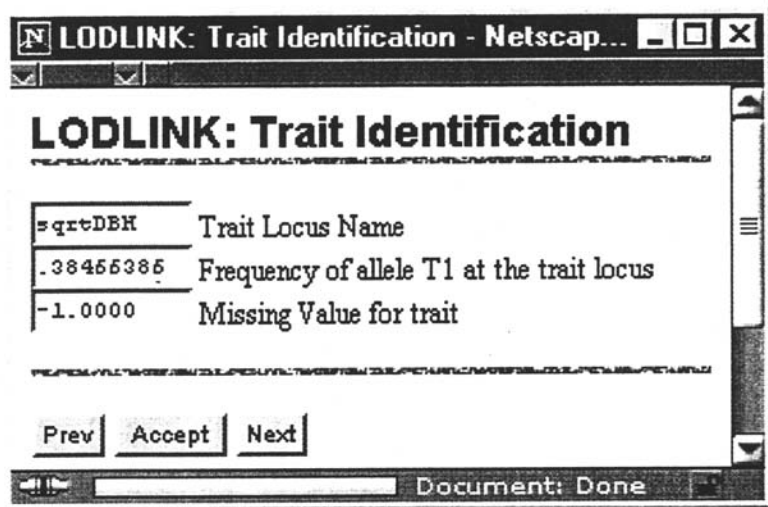 N LODLINK: Trait Identification - Netscap...
LODLINK: Trait Identification
sqrtDBH Trait Locus Name
.38455385 Frequency of allele T1 at the trait locus
-1.0000 Missing Value for trait
Prev Accept Next
Document: Done